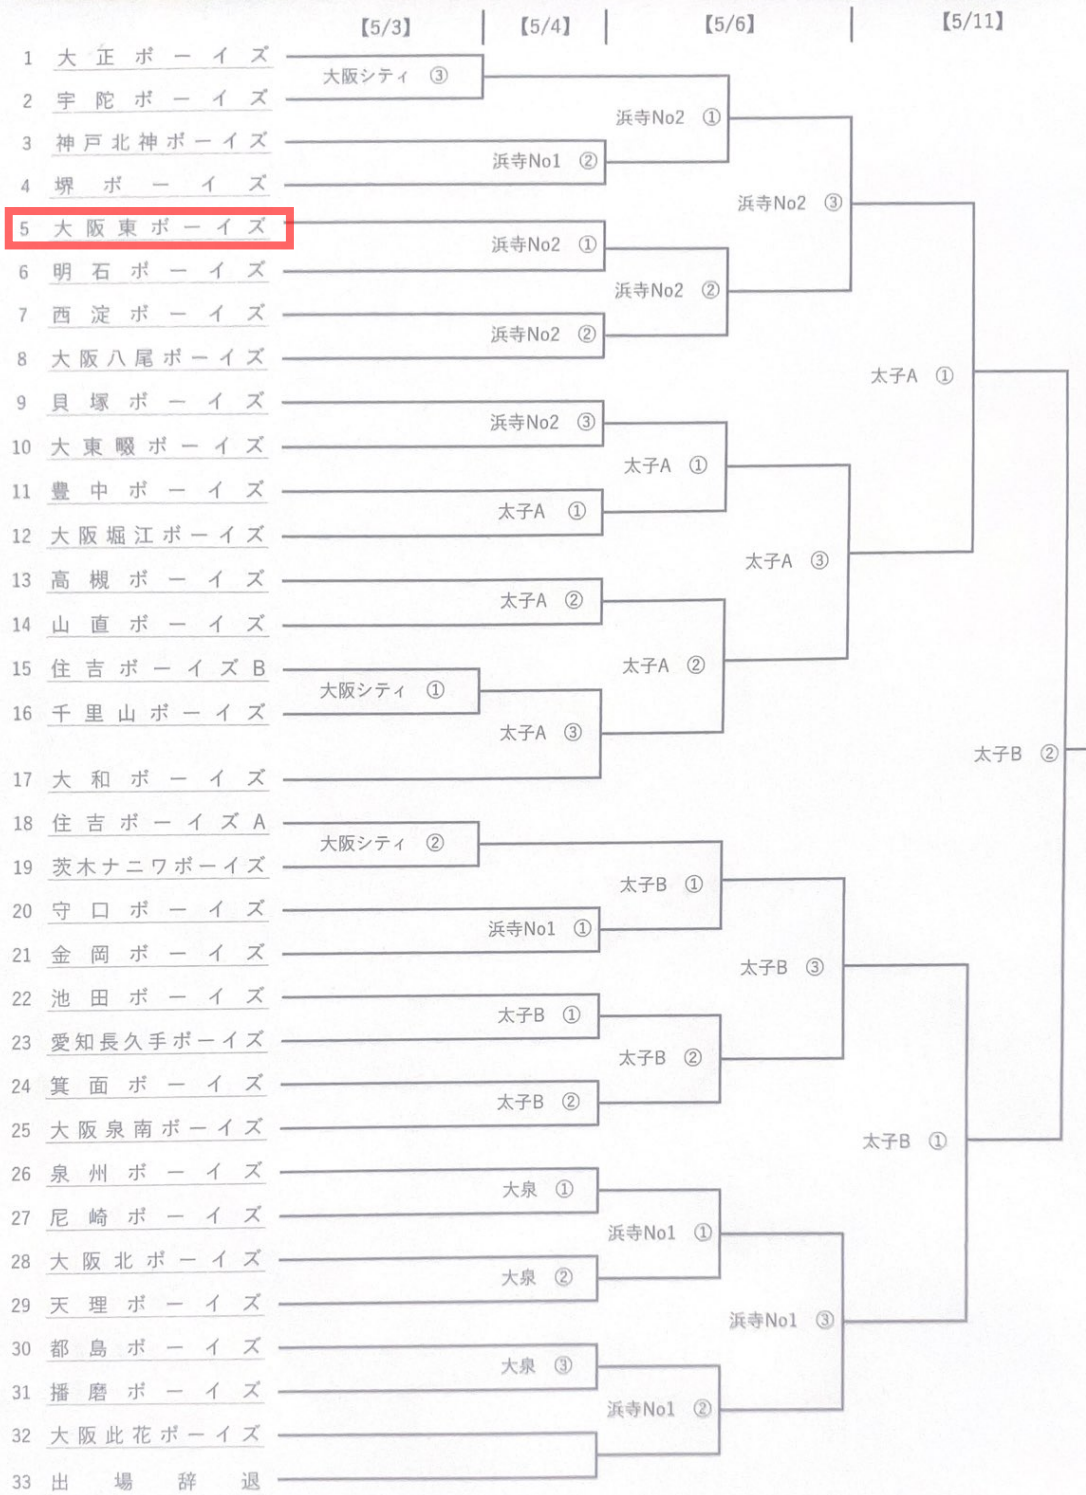 【5/3】 【5/4】 【5/6】 【5/11】
1 大正ボーイズ
大阪シティ ③
2 宇陀ボーイズ
浜寺No2 ①
3 神戸北神ボーイズ
浜寺No1 ②
4 堺ボーイズ
浜寺No2 ③
5 大阪東ボーイズ
浜寺No2 ①
6 明石ボーイズ
浜寺No2 ②
7 西淀ボーイズ
浜寺No2 ②
8 大阪八尾ボーイズ
太子A ①
9 貝塚ボーイズ
浜寺No2 ③
10 大東畷ボーイズ
太子A ①
11 豊中ボーイズ
太子A ①
12 大阪堀江ボーイズ
太子A ③
13 高槻ボーイズ
太子A ②
14 山直ボーイズ
太子A ②
15 住吉ボーイズB
大阪シティ ①
16 千里山ボーイズ
太子A ③
太子B ②
17 大和ボーイズ
18 住吉ボーイズA
大阪シティ ②
19 茨木ナニワボーイズ
太子B ①
20 守口ボーイズ
浜寺No1 ①
21 金岡ボーイズ
太子B ③
22 池田ボーイズ
太子B ①
23 愛知長久手ボーイズ
太子B ②
24 箕面ボーイズ
太子B ②
25 大阪泉南ボーイズ
太子B ①
26 泉州ボーイズ
大泉 ①
27 尼崎ボーイズ
浜寺No1 ①
28 大阪北ボーイズ
大泉 ②
29 天理ボーイズ
浜寺No1 ③
30 都島ボーイズ
大泉 ③
31 播磨ボーイズ
浜寺No1 ②
32 大阪此花ボーイズ
33 出場辞退